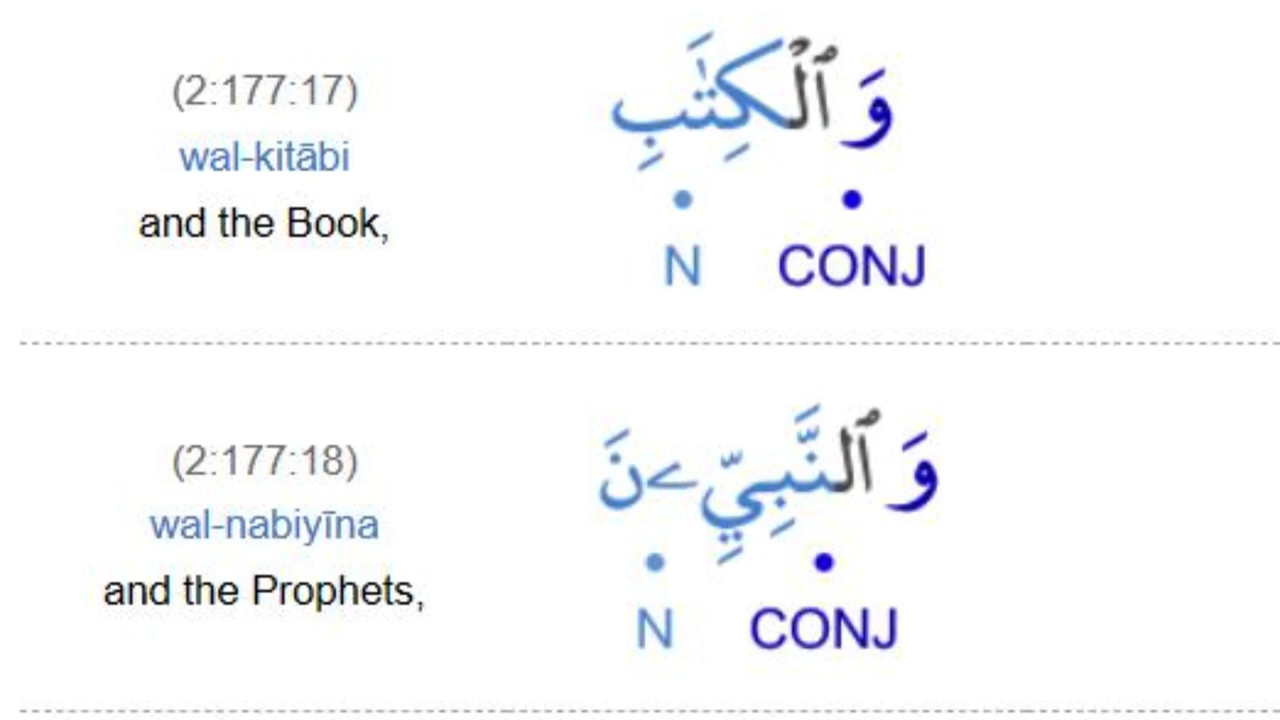 (2:177:17)
wal-kitābi
and the Book,
وَٱلْكِتَٰبِ
N CONJ
(2:177:18)
wal-nabiyīna
and the Prophets,
وَٱلنَّبِيِّۦنَ
N CONJ